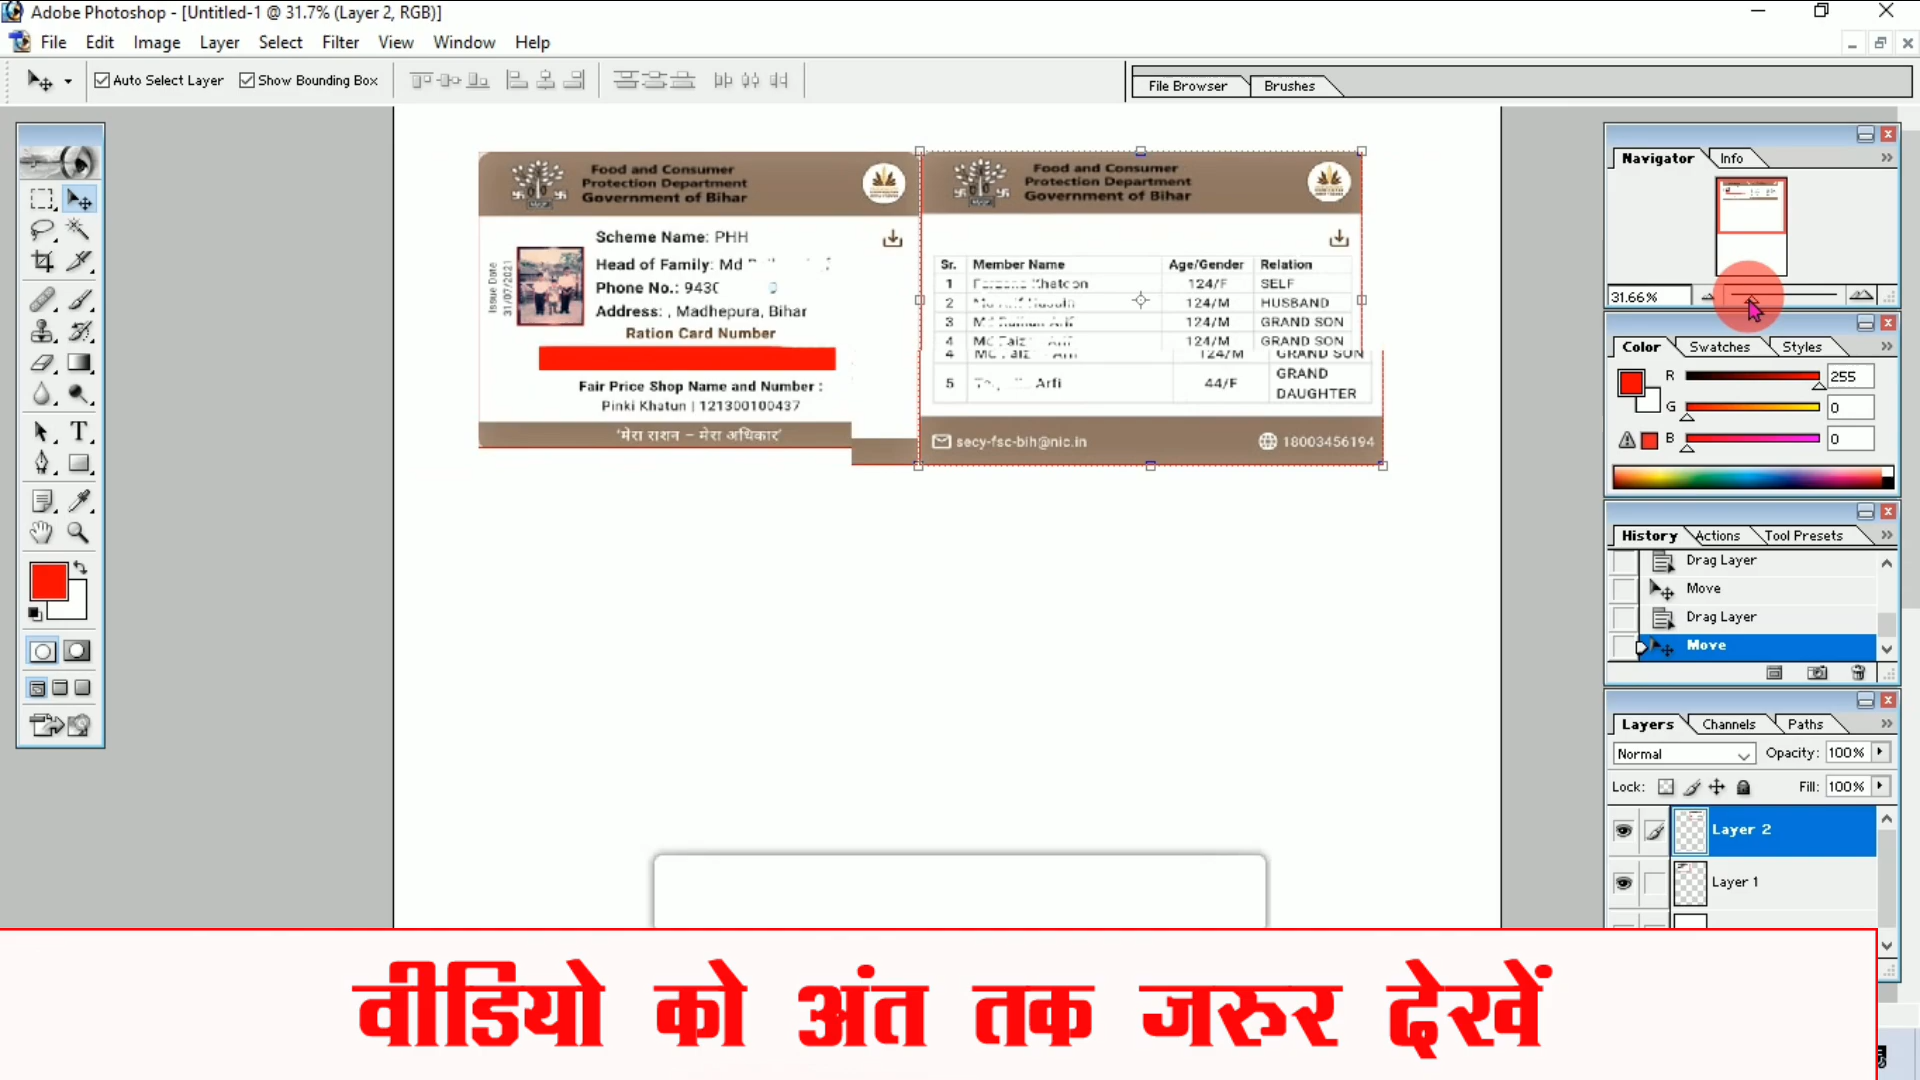 Adobe Photoshop - [Untitled-1 @ 31.7% (Layer 2, RGB)]
File Edit Image Layer Select Filter View Window Help
Auto Select Layer Show Bounding Box
File Browser Brushes
Food and Consumer
Protection Department
Government of Bihar
Scheme Name: PHH
Head of Family: Md
Phone No.: 943
Address: , Madhepura, Bihar
Issue Date
31/07/2021
Ration Card Number
Fair Price Shop Name and Number :
Pinki Khatun | 121300100437
'मेरा राशन – मेरा अधिकार'
Food and Consumer
Protection Department
Government of Bihar
Sr. Member Name Age/Gender Relation
1 Khatoon 124/F SELF
2 124/M HUSBAND
3 124/M GRAND SON
4 124/M GRAND SON
4 124/M GRAND SON
5 Arfi 44/F GRAND
DAUGHTER
secy-fsc-bih@nic.in 18003456194
Navigator Info
31.66%
Color Swatches Styles
R 255
G 0
B 0
History Actions Tool Presets
Drag Layer
Move
Drag Layer
Move
Layers Channels Paths
Normal Opacity: 100%
Lock: Fill: 100%
Layer 2
Layer 1
वीडियो को अंत तक जरुर देखें